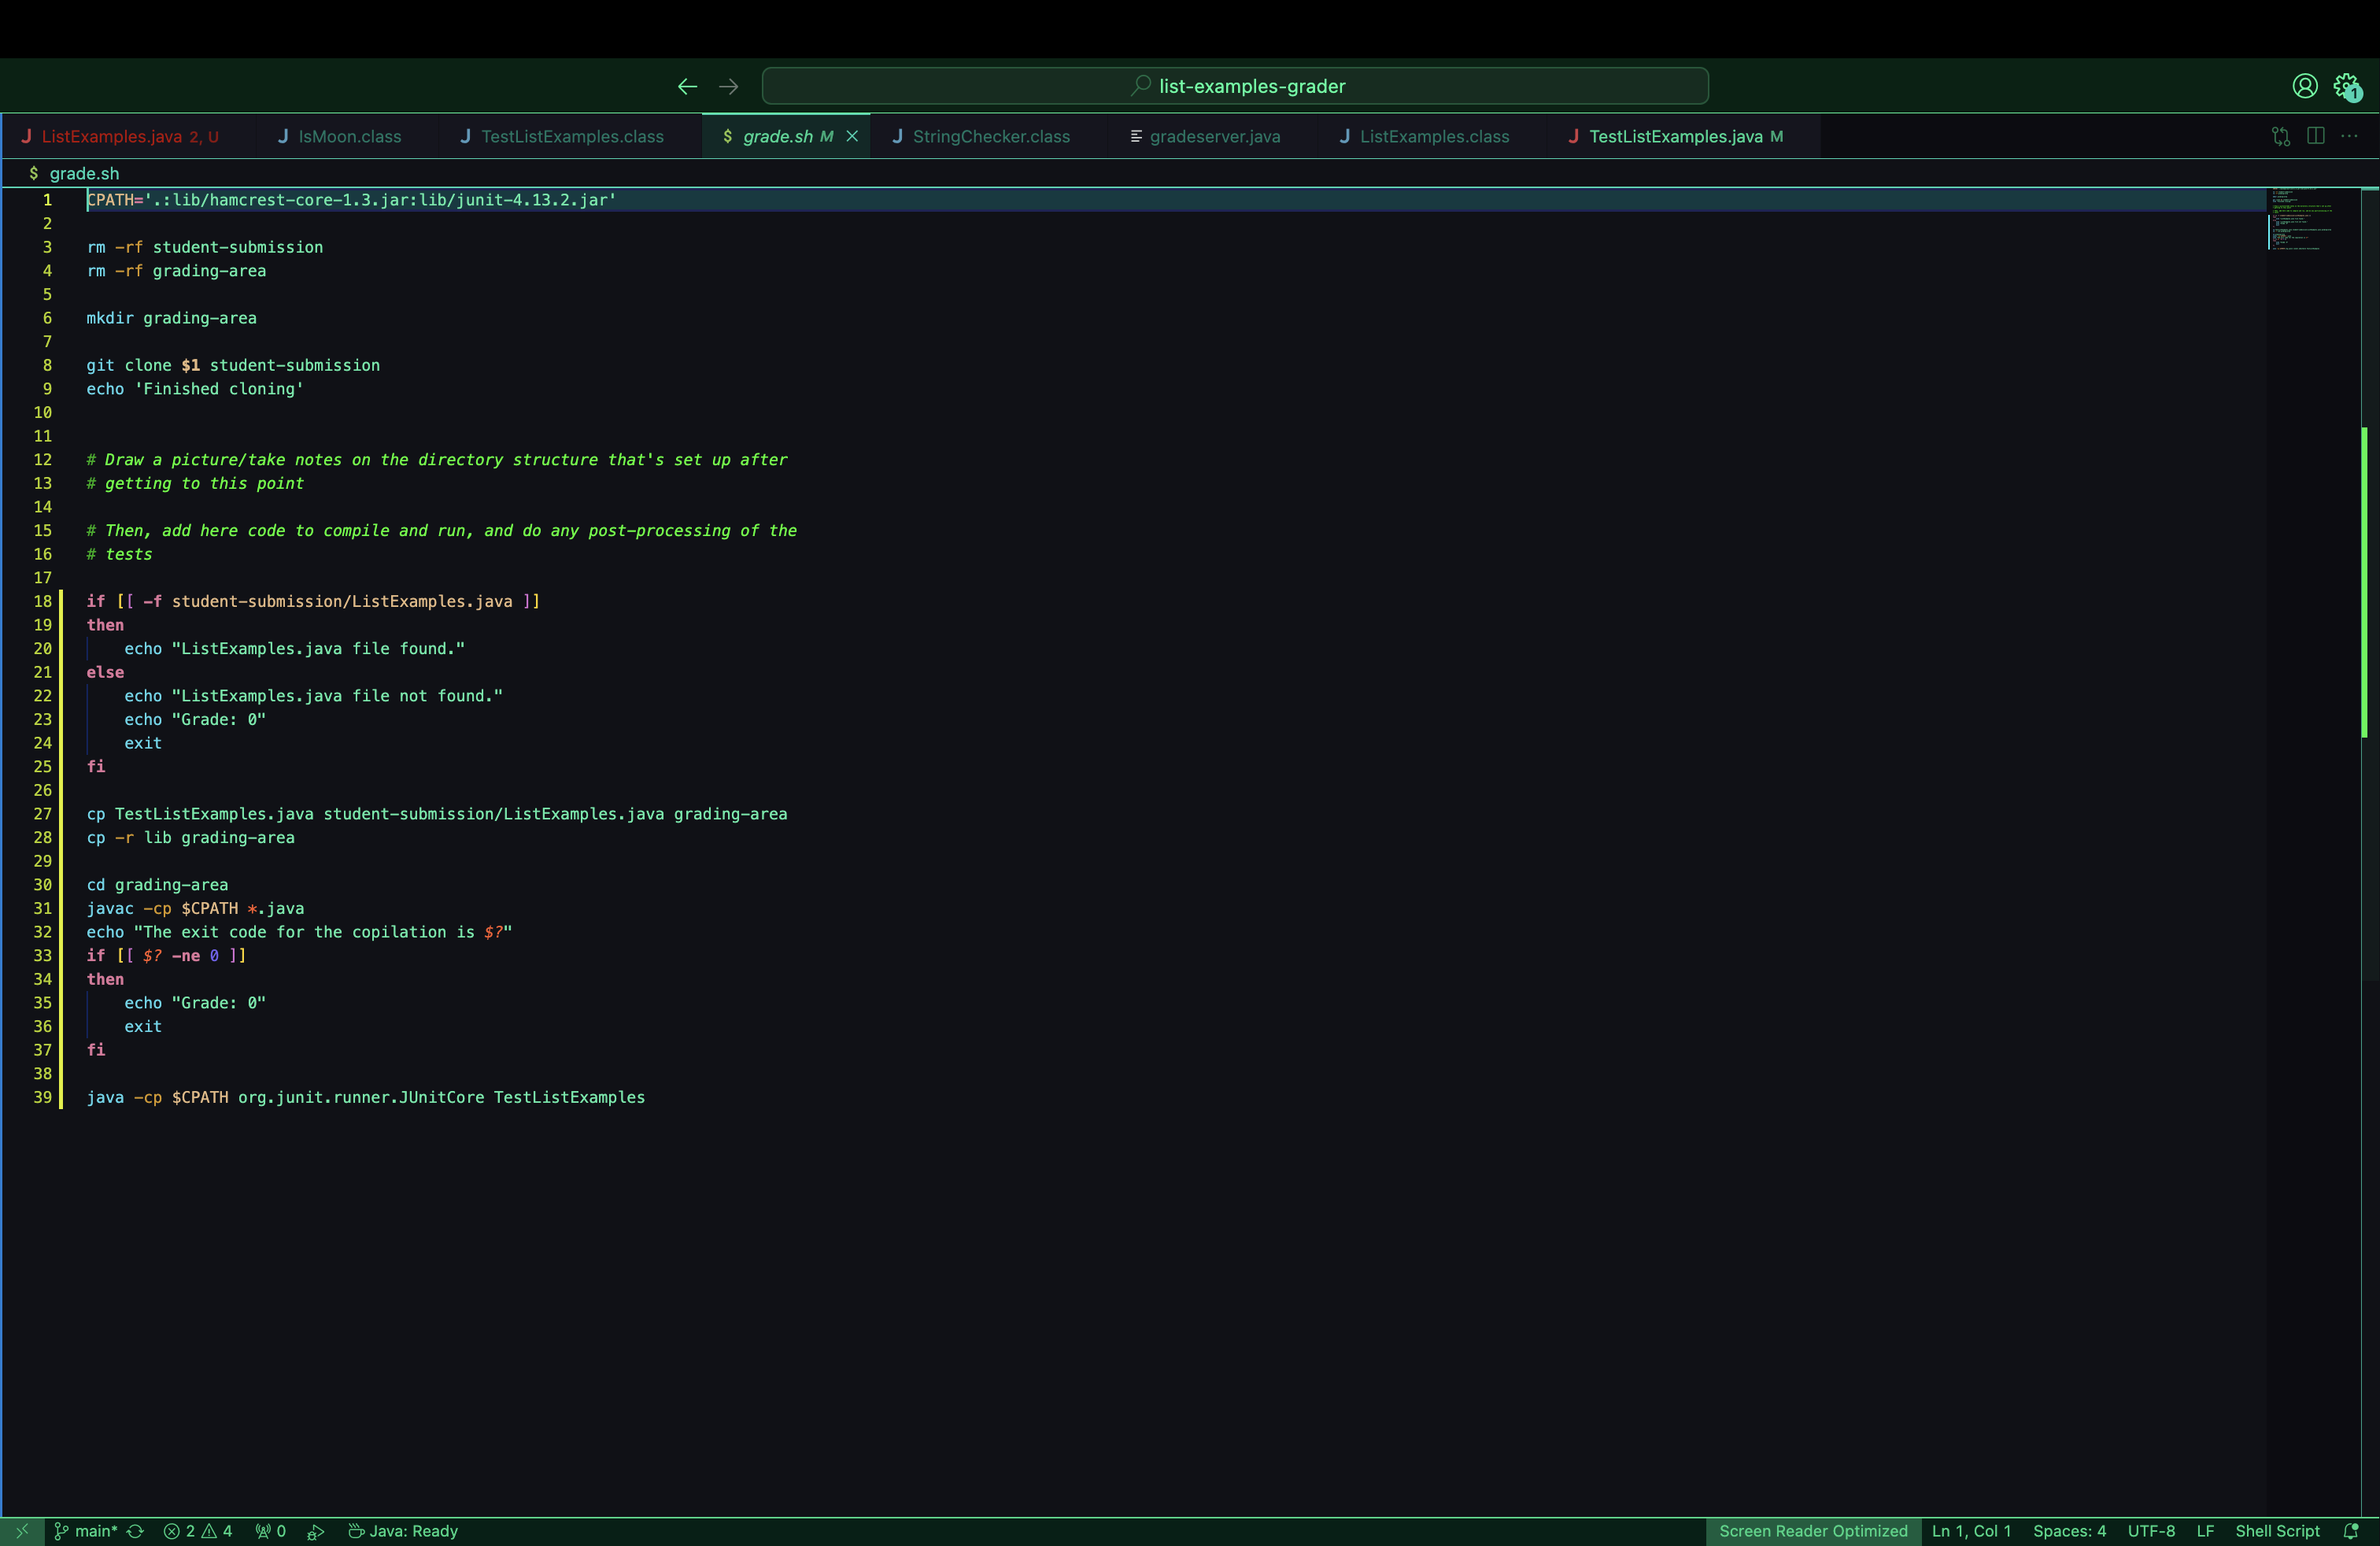 list-examples-grader
1
ListExamples.java 2, U
IsMoon.class
TestListExamples.class
$ grade.sh M
StringChecker.class
gradeserver.java
ListExamples.class
TestListExamples.java M
$ grade.sh
1 CPATH='.:lib/hamcrest-core-1.3.jar:lib/junit-4.13.2.jar'
2
3 rm -rf student-submission
4 rm -rf grading-area
5
6 mkdir grading-area
7
8 git clone $1 student-submission
9 echo 'Finished cloning'
10
11
12 # Draw a picture/take notes on the directory structure that's set up after
13 # getting to this point
14
15 # Then, add here code to compile and run, and do any post-processing of the
16 # tests
17
18 if [[ -f student-submission/ListExamples.java ]]
19 then
20     echo "ListExamples.java file found."
21 else
22     echo "ListExamples.java file not found."
23     echo "Grade: 0"
24     exit
25 fi
26
27 cp TestListExamples.java student-submission/ListExamples.java grading-area
28 cp -r lib grading-area
29
30 cd grading-area
31 javac -cp $CPATH *.java
32 echo "The exit code for the copilation is $?"
33 if [[ $? -ne 0 ]]
34 then
35     echo "Grade: 0"
36     exit
37 fi
38
39 java -cp $CPATH org.junit.runner.JUnitCore TestListExamples
main* 2 4 0 Java: Ready Screen Reader Optimized Ln 1, Col 1 Spaces: 4 UTF-8 LF Shell Script